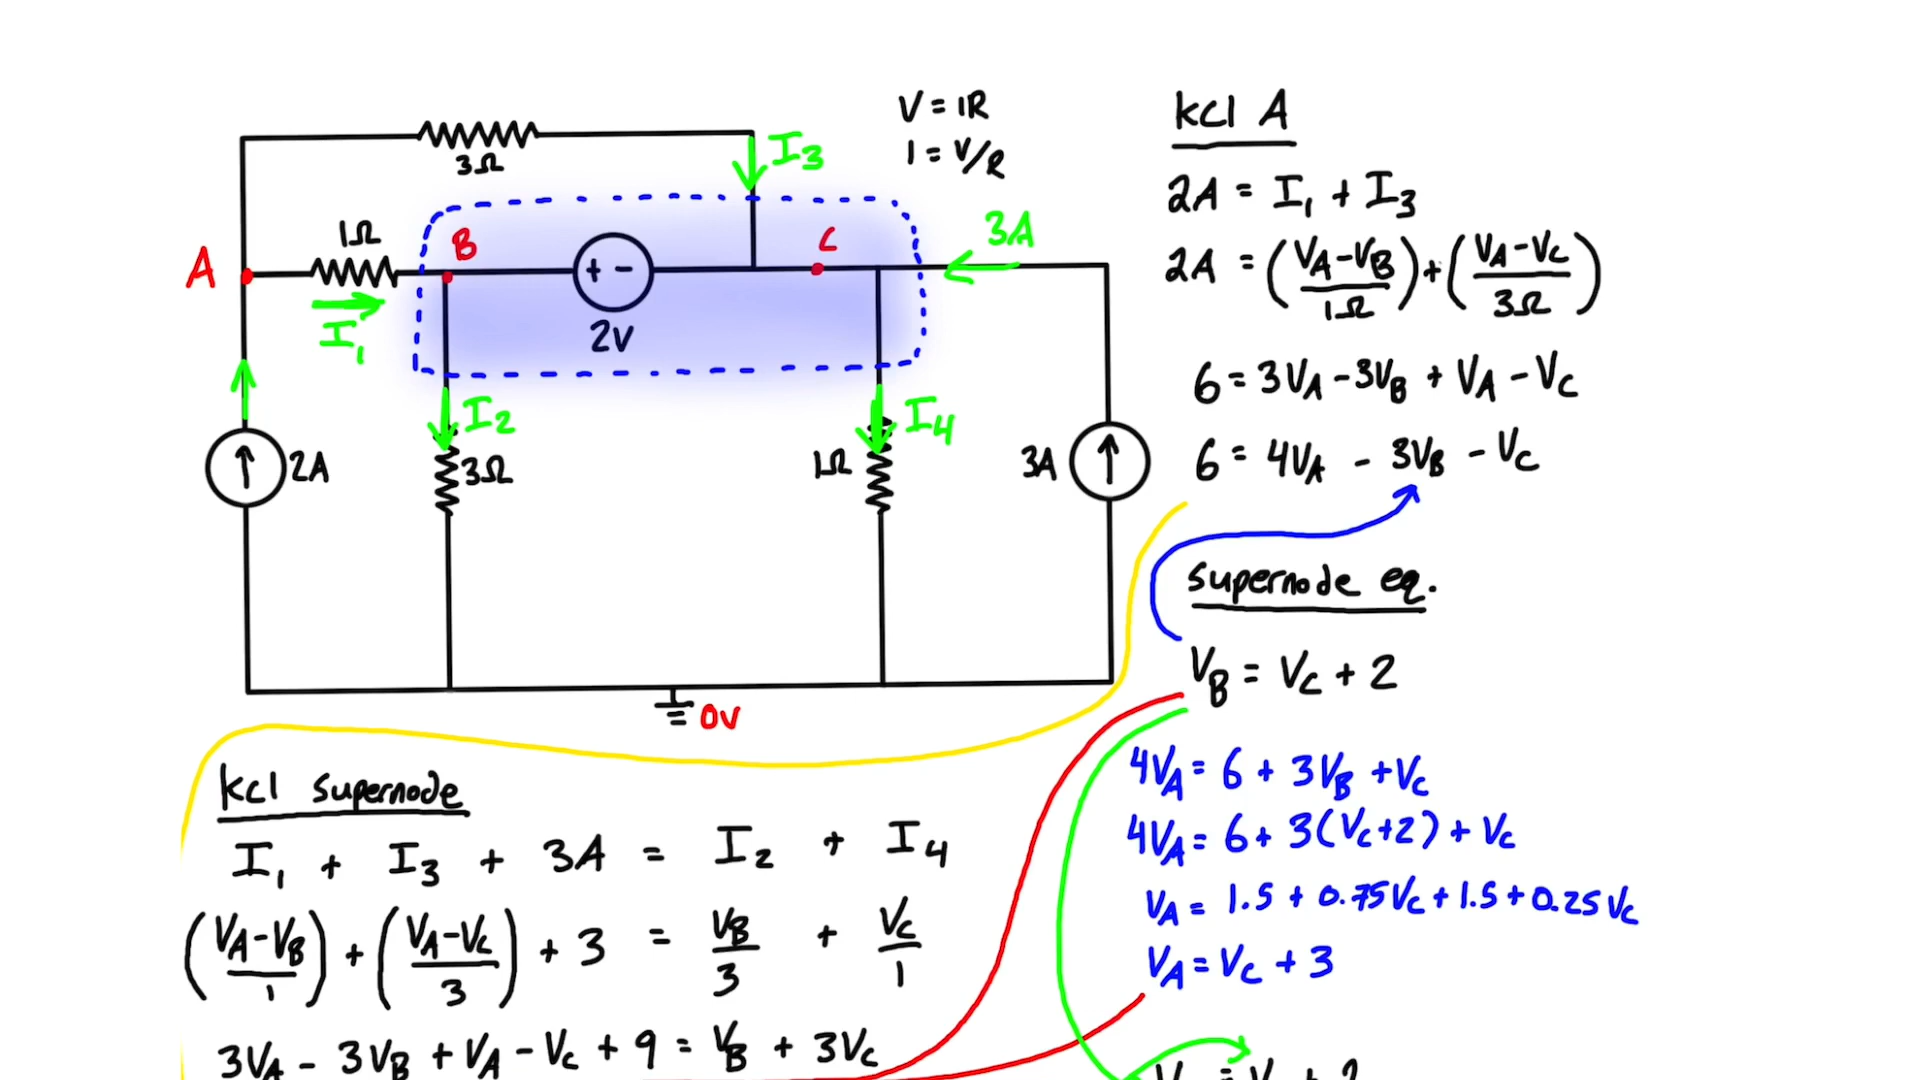 V = IR
I = V/R
3Ω
I3
3A
A
1Ω
B
C
I1
2V
2A
I2
3Ω
1Ω
I4
3A
0V
kcl A
2A = I1 + I3
2A = (VA-VB/1Ω) + (VA-VC/3Ω)
6 = 3VA - 3VB + VA - VC
6 = 4VA - 3VB - VC
supernode eq.
VB = VC + 2
4VA = 6 + 3VB + VC
4VA = 6 + 3(VC+2) + VC
VA = 1.5 + 0.75VC + 1.5 + 0.25VC
VA = VC + 3
kcl supernode
I1 + I3 + 3A = I2 + I4
(VA-VB/1) + (VA-VC/3) + 3 = VB/3 + VC/1
3VA - 3VB + VA - VC + 9 = VB + 3VC